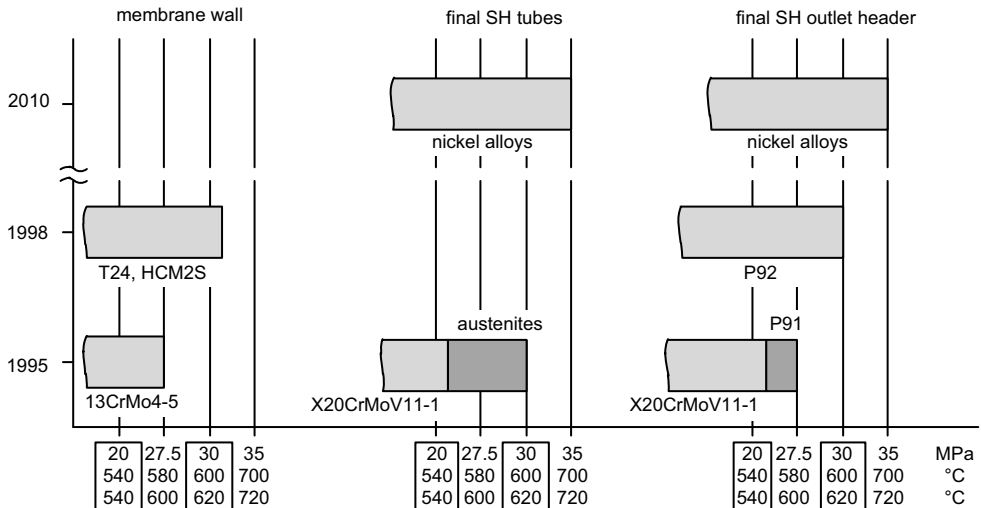 membrane wall final SH tubes final SH outlet header
2010
nickel alloys nickel alloys
1998
T24, HCM2S P92
austenites P91
1995
13CrMo4-5 X20CrMoV11-1 X20CrMoV11-1
20 27.5 30 35 20 27.5 30 35 20 27.5 30 35 MPa
540 580 600 700 540 580 600 700 540 580 600 700 °C
540 600 620 720 540 600 620 720 540 600 620 720 °C